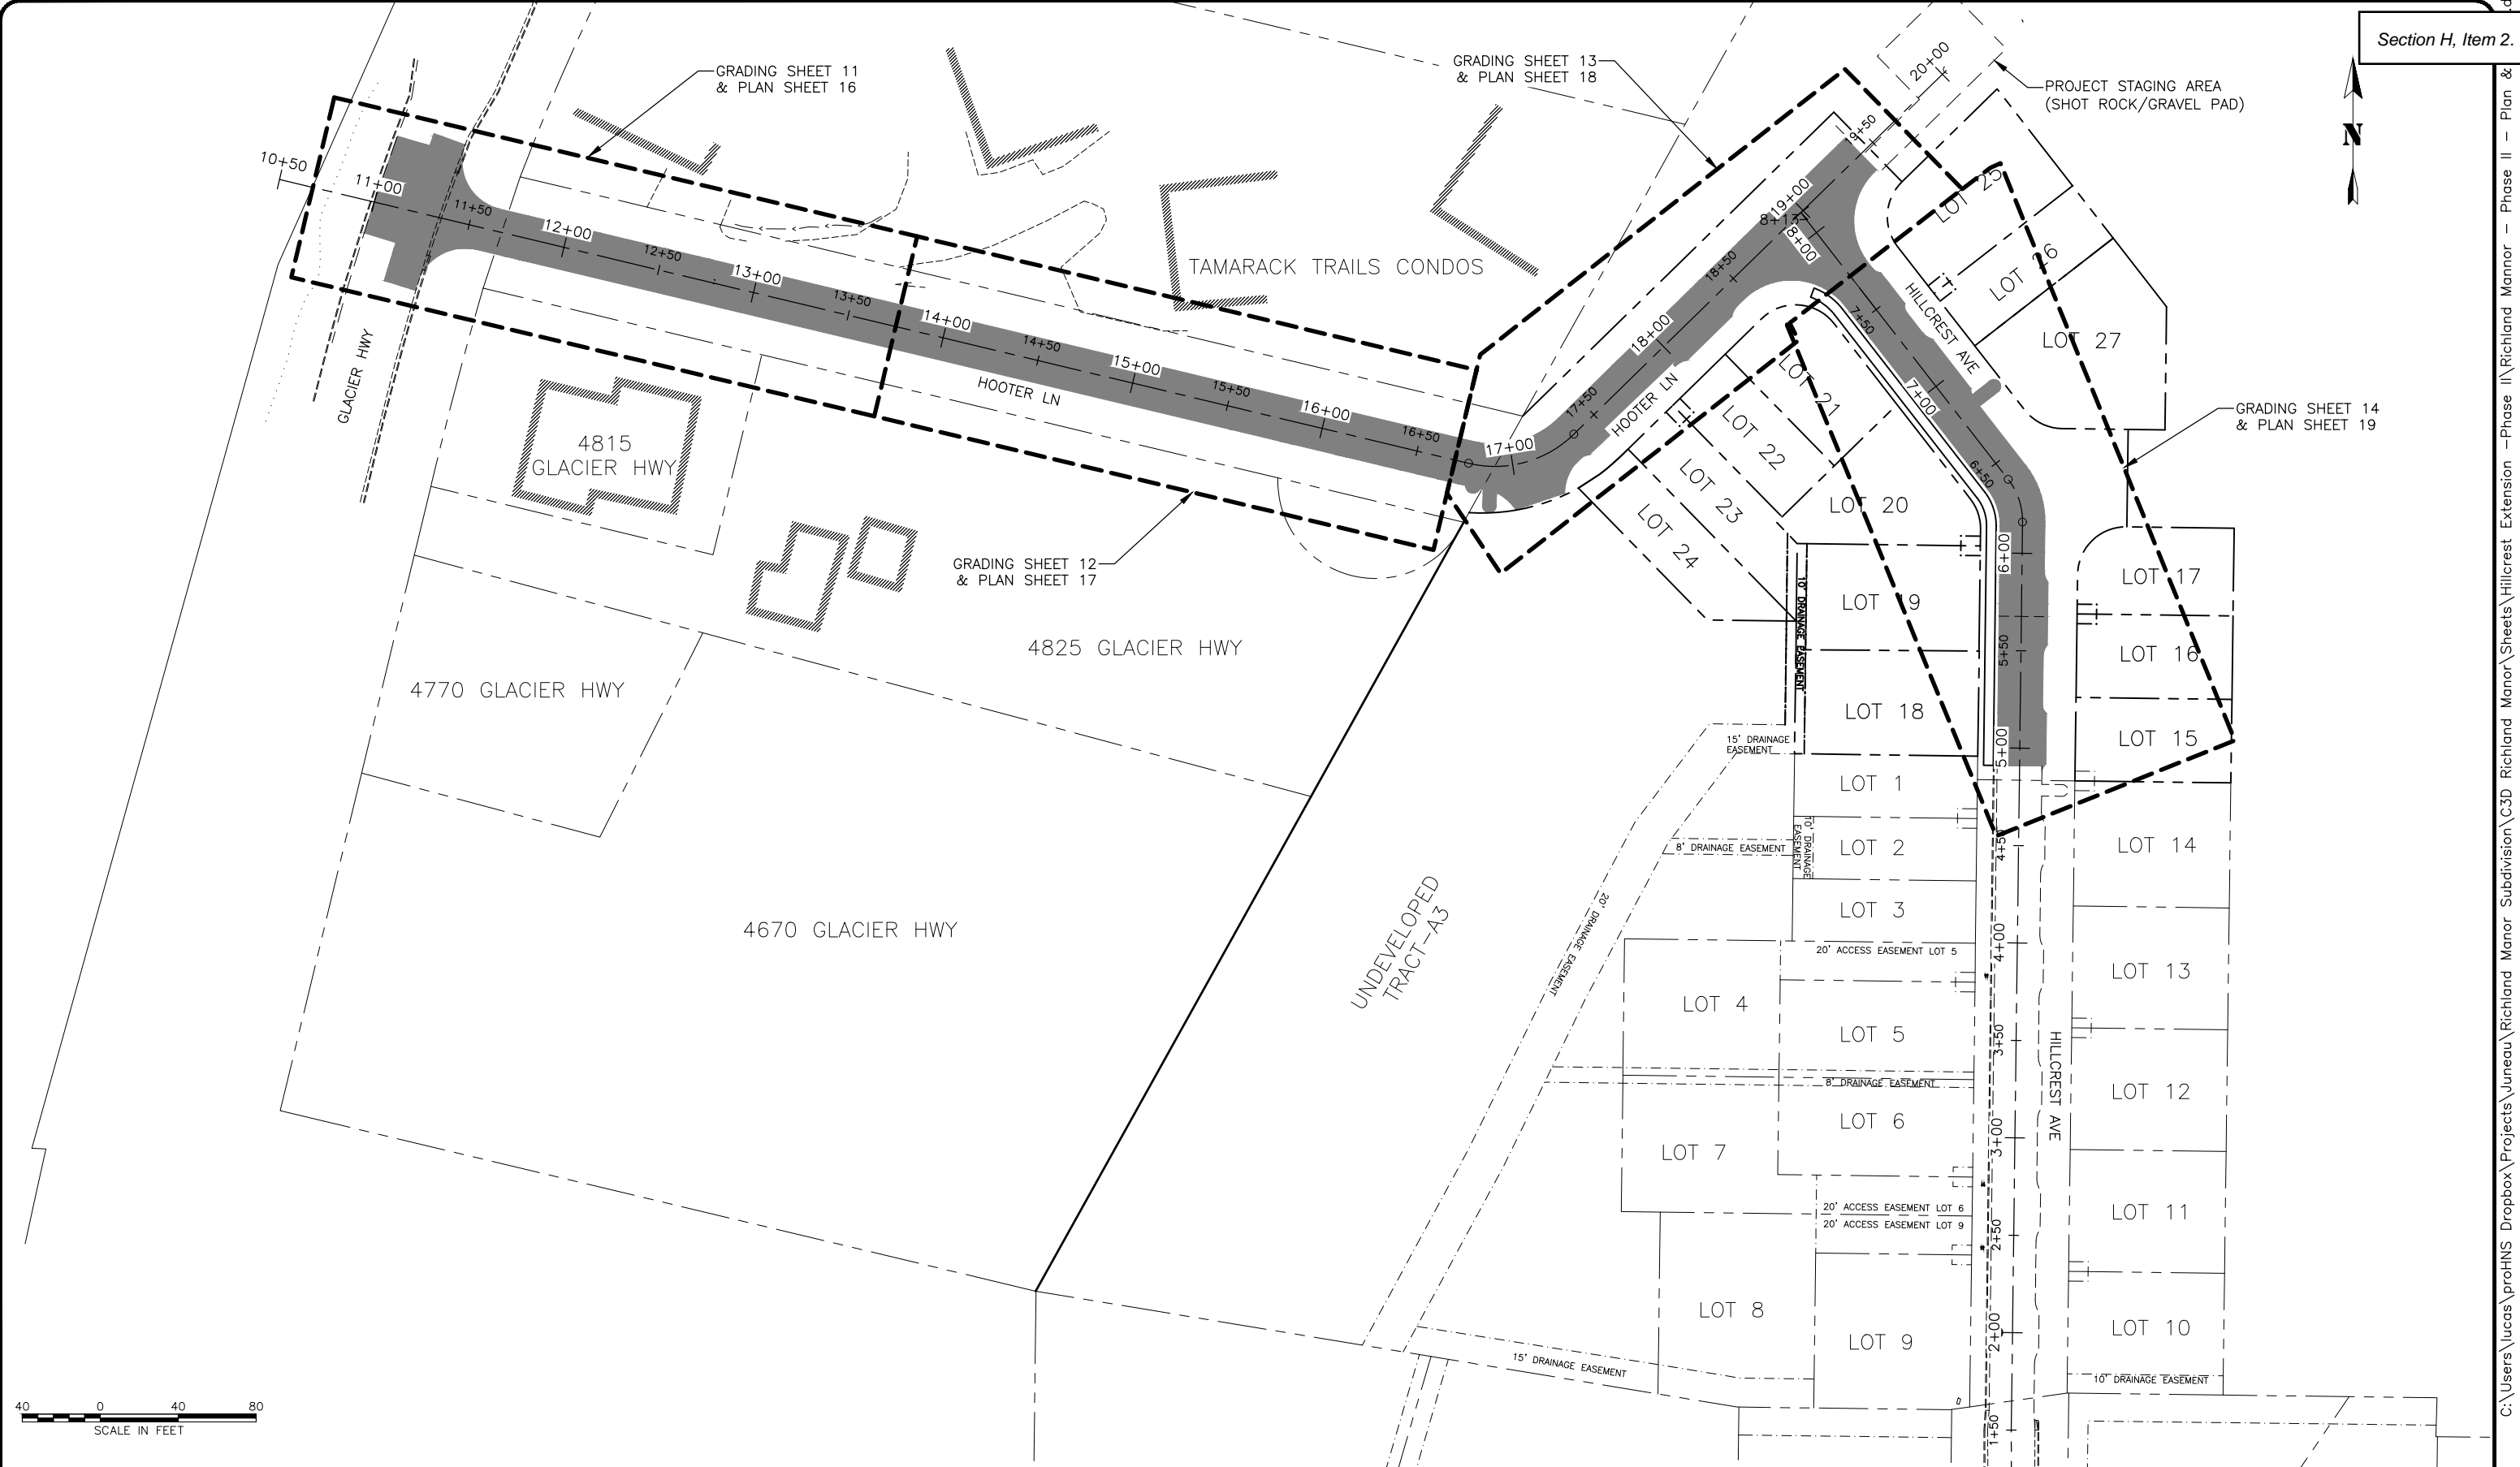 Section H, Item 2.
GRADING SHEET 11
& PLAN SHEET 16
GRADING SHEET 13
& PLAN SHEET 18
20+00
PROJECT STAGING AREA
(SHOT ROCK/GRAVEL PAD)
N
10+50
11+00
11+50
12+00
12+50
13+00
13+50
14+00
14+50
15+00
15+50
16+00
16+50
17+00
17+50
18+00
18+50
19+00
9+50
8+13
8+00
7+50
7+00
6+50
6+00
5+50
5+00
4+50
4+00
3+50
3+00
2+50
2+00
1+50
TAMARACK TRAILS CONDOS
GLACIER HWY
HOOTER LN
HOOTER LN
HILLCREST AVE
HILLCREST AVE
4815
GLACIER HWY
GRADING SHEET 12
& PLAN SHEET 17
GRADING SHEET 14
& PLAN SHEET 19
4825 GLACIER HWY
4770 GLACIER HWY
4670 GLACIER HWY
UNDEVELOPED
TRACT-A3
LOT 25
LOT 26
LOT 27
LOT 21
LOT 22
LOT 23
LOT 24
LOT 20
LOT 19
LOT 18
LOT 17
LOT 16
LOT 15
10' DRAINAGE EASEMENT
15' DRAINAGE
EASEMENT
LOT 1
LOT 2
LOT 3
8' DRAINAGE EASEMENT
10' DRAINAGE
EASEMENT
20' DRAINAGE EASEMENT
20' ACCESS EASEMENT LOT 5
LOT 4
LOT 5
8' DRAINAGE EASEMENT
LOT 6
LOT 7
20' ACCESS EASEMENT LOT 6
20' ACCESS EASEMENT LOT 9
LOT 8
LOT 9
15' DRAINAGE EASEMENT
LOT 14
LOT 13
LOT 12
LOT 11
LOT 10
10' DRAINAGE EASEMENT
40 0 40 80
SCALE IN FEET
C:\Users\lucas\proHNS Dropbox\Projects\Juneau\Richland Manor Subdivision\C3D Richland Manor\Sheets\Hillcrest Extension -Phase II\Richland Mannor - Phase II - Plan &